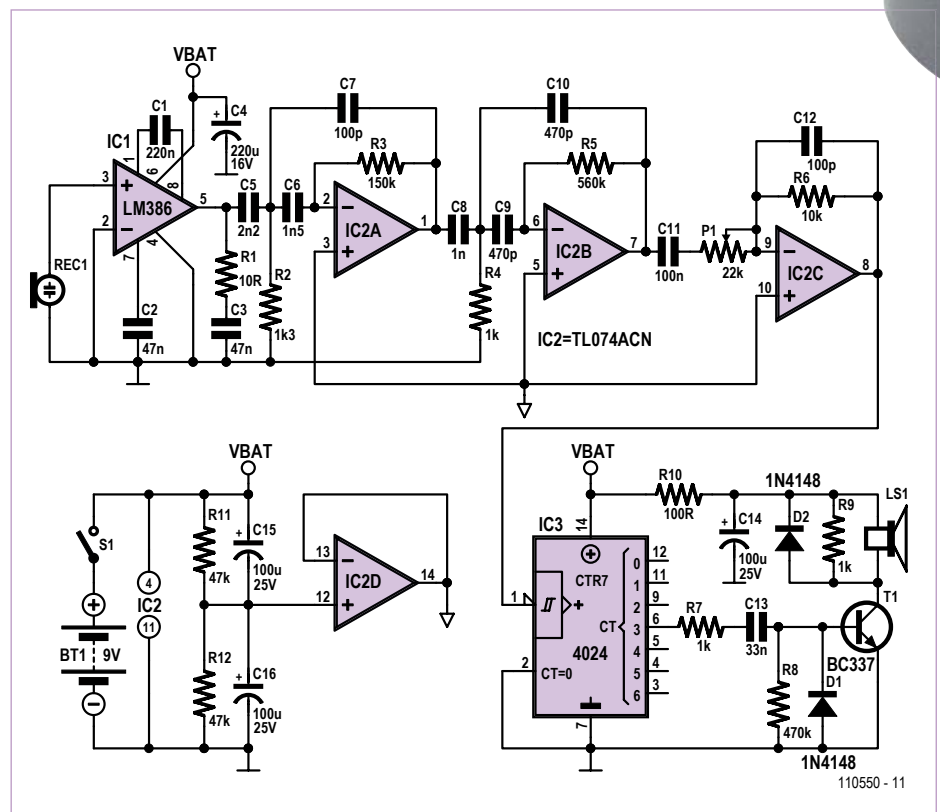 VBAT
C1
220n
IC1
1
6
8
C4
+
220u
16V
3
+
LM386
2
–
5
7
4
REC1
C2
47n
R1
10R
C3
47n
C5
2n2
C6
1n5
R2
1k3
C7
100p
R3
150k
2
–
IC2A
1
3
+
C8
1n
C9
470p
R4
1k
C10
470p
R5
560k
6
–
IC2B
7
5
+
C11
100n
P1
22k
C12
100p
R6
10k
9
–
IC2C
8
10
+
IC2=TL074ACN
VBAT
S1
4
IC2
11
+
BT1
9V
–
R11
47k
C15
+
100u
25V
R12
47k
C16
+
100u
25V
13
–
IC2D
14
12
+
VBAT
R10
100R
IC3
14
+
CTR7
1
+
CT
4024
2
CT=0
7
0
12
1
11
2
9
3
6
4
5
5
4
6
3
C14
+
100u
25V
1N4148
D2
R9
1k
LS1
R7
1k
C13
33n
R8
470k
D1
1N4148
T1
BC337
110550 - 11